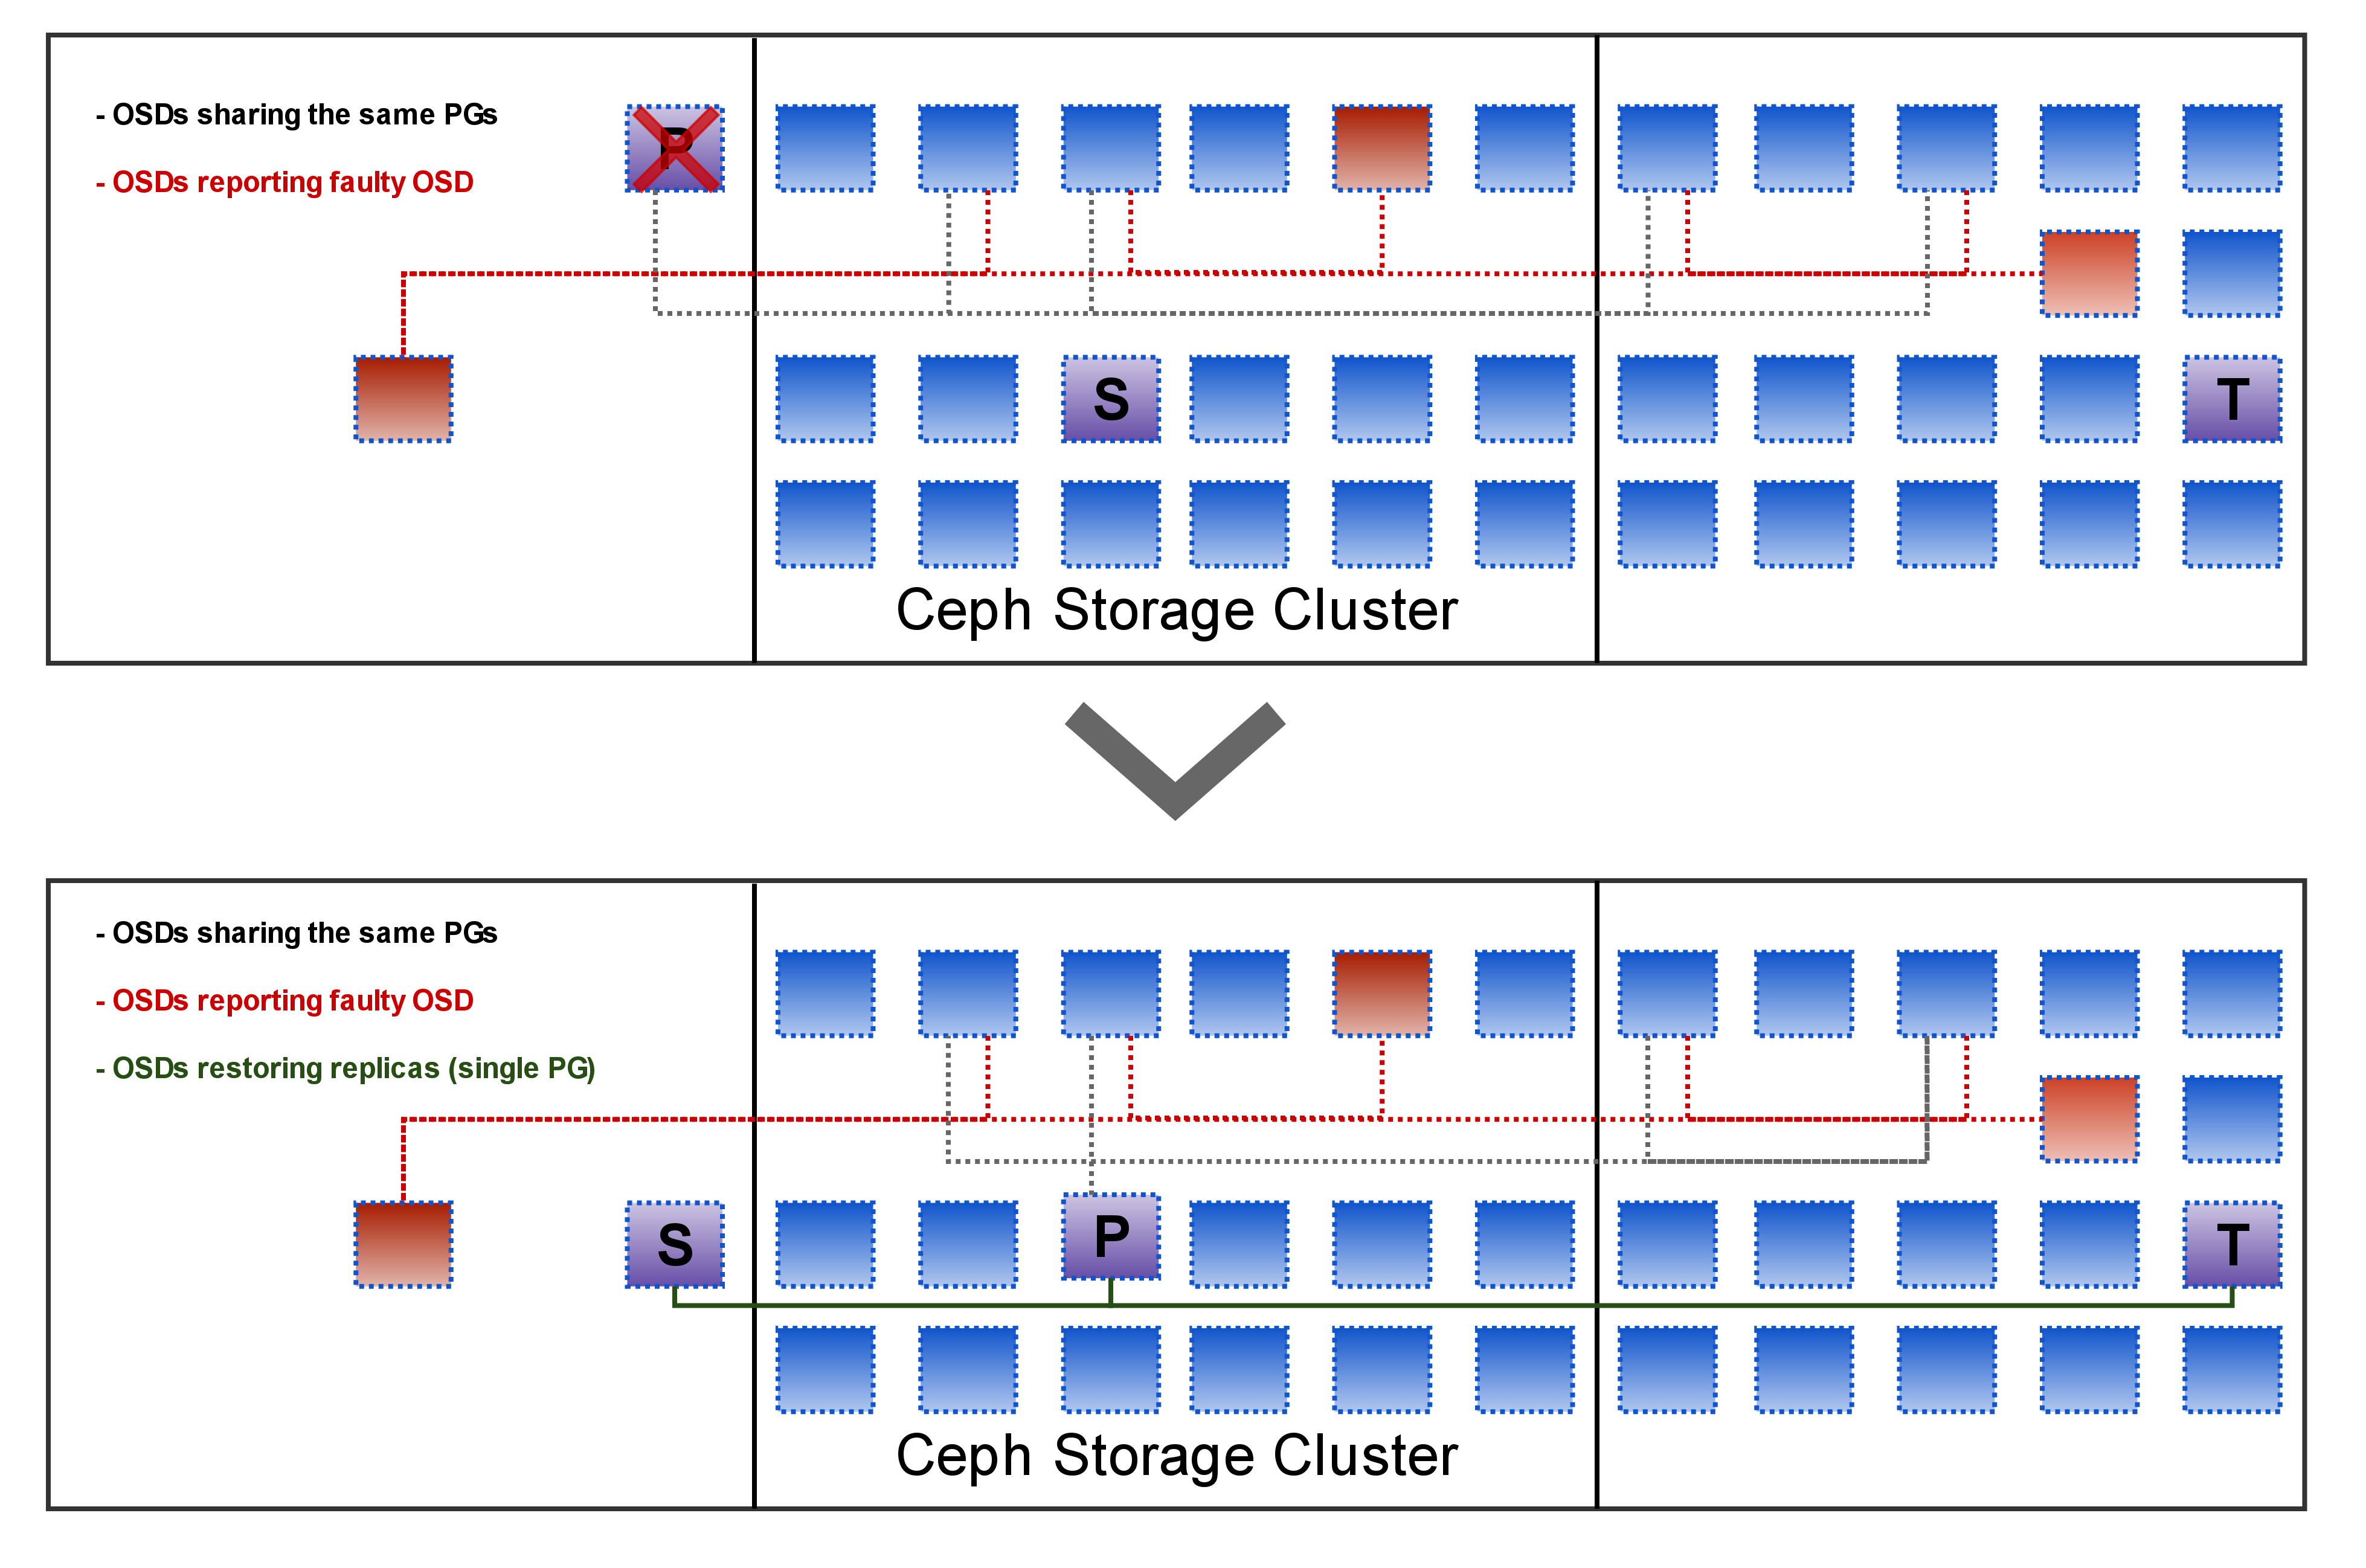 - OSDs sharing the same PGs
P
- OSDs reporting faulty OSD
S
T
Ceph Storage Cluster
- OSDs sharing the same PGs
- OSDs reporting faulty OSD
- OSDs restoring replicas (single PG)
S
P
T
Ceph Storage Cluster